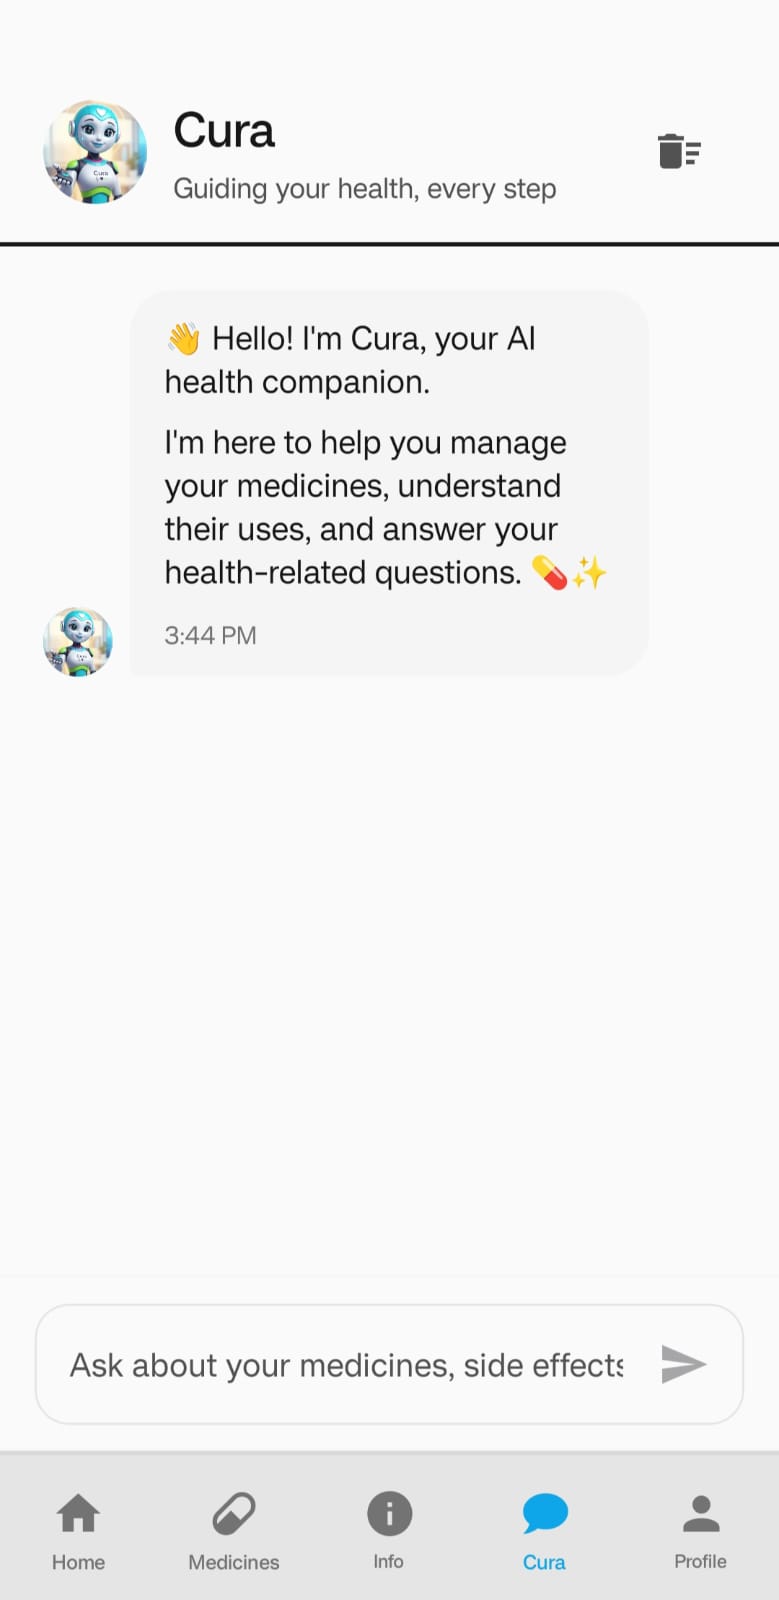 Cura
Guiding your health, every step
👋 Hello! I'm Cura, your AI
health companion.
I'm here to help you manage
your medicines, understand
their uses, and answer your
health-related questions. 💊✨
3:44 PM
Ask about your medicines, side effects
Home
Medicines
Info
Cura
Profile